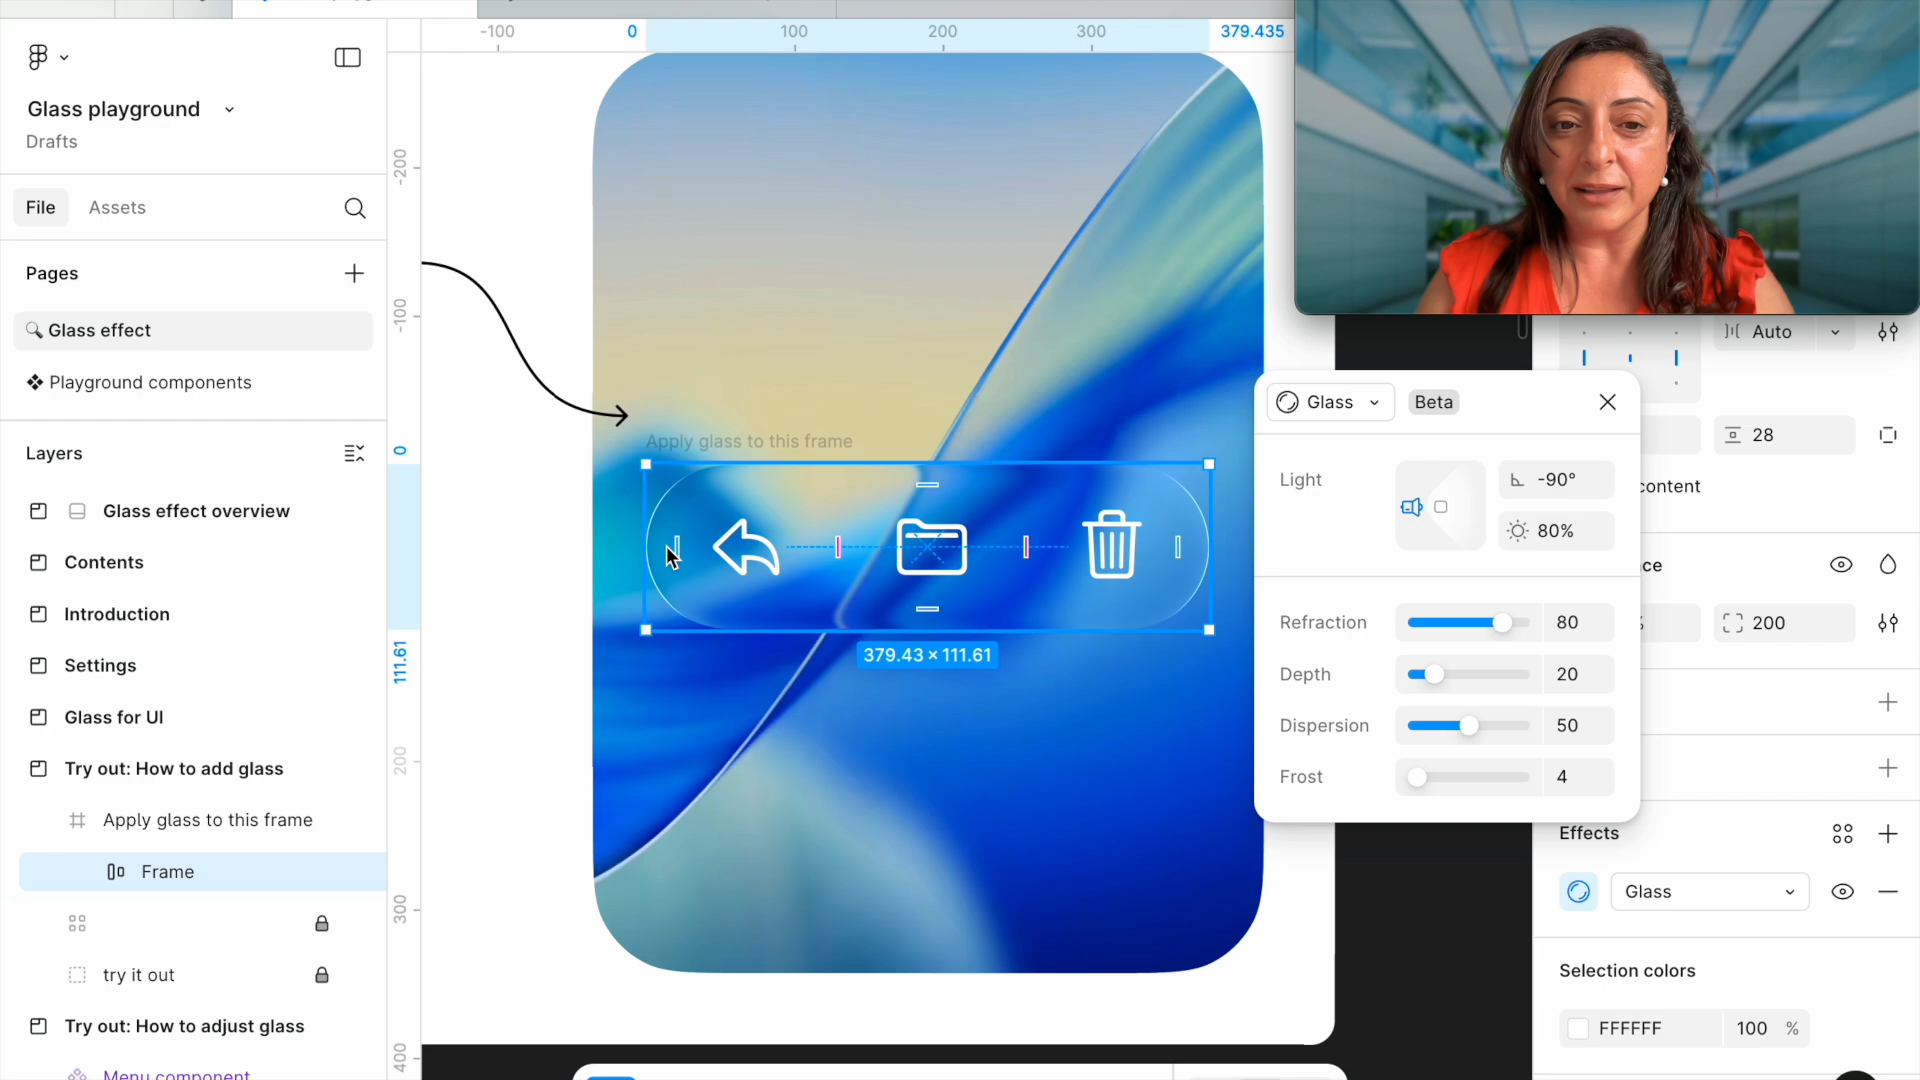 -100
0
100
200
300
379.435
Glass playground
Drafts
File
Assets
Pages
Glass effect
Playground components
Layers
Glass effect overview
Contents
Introduction
Settings
Glass for UI
Try out: How to add glass
Apply glass to this frame
Frame
try it out
Try out: How to adjust glass
Menu component
-200
-100
0
111.61
200
300
400
Apply glass to this frame
379.43 × 111.61
Glass
Beta
Light
-90°
80%
Refraction
80
Depth
20
Dispersion
50
Frost
4
Auto
28
content
ce
200
Effects
Glass
Selection colors
FFFFFF
100
%